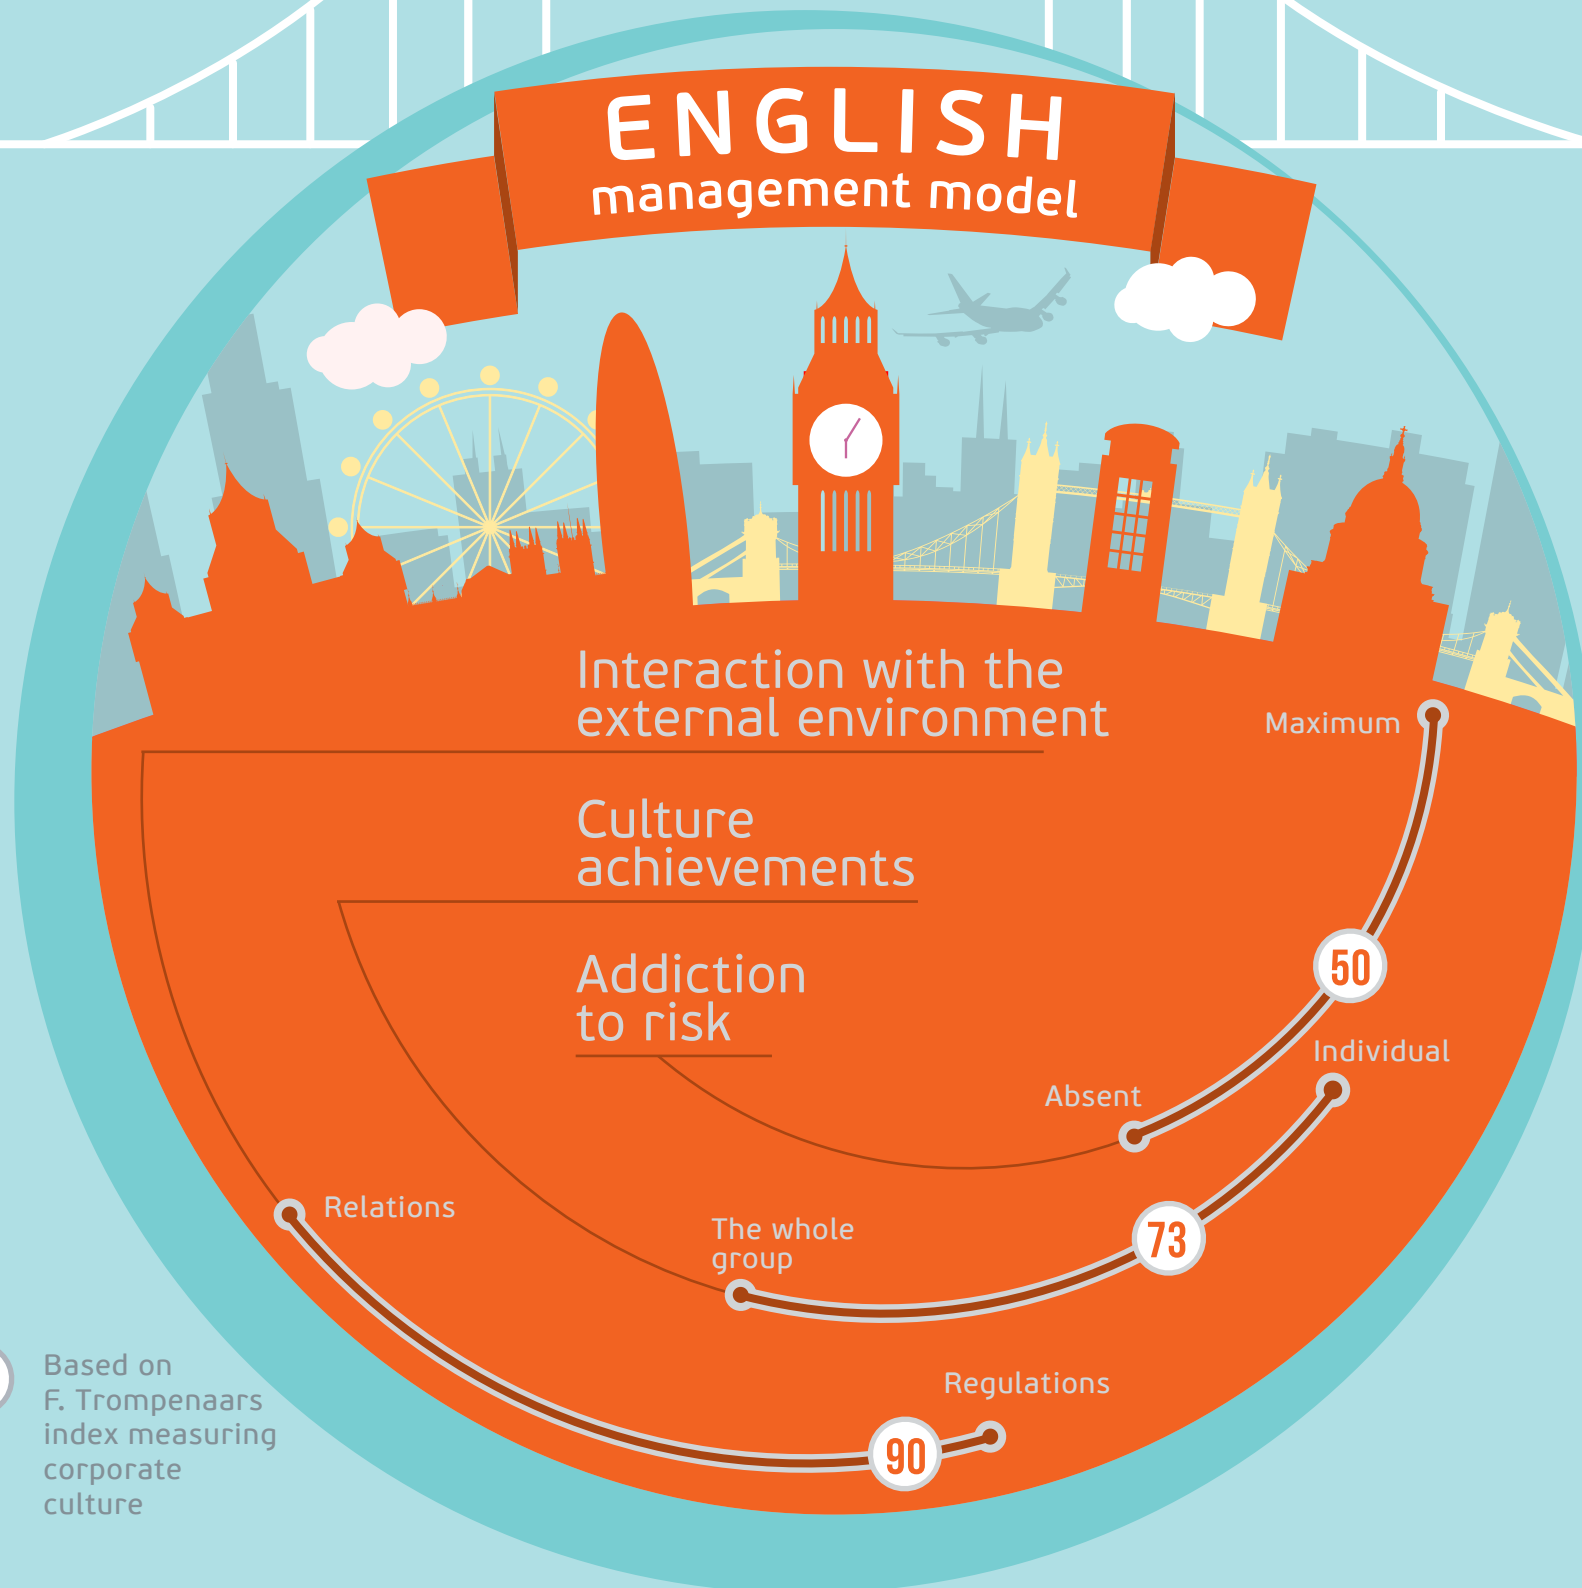 ENGLISH
management model
Interaction with the
external environment
Maximum
Culture
achievements
50
Addiction
to risk
Individual
Absent
Relations
The whole
group
73
Regulations
90
Based on
F. Trompenaars
index measuring
corporate
culture